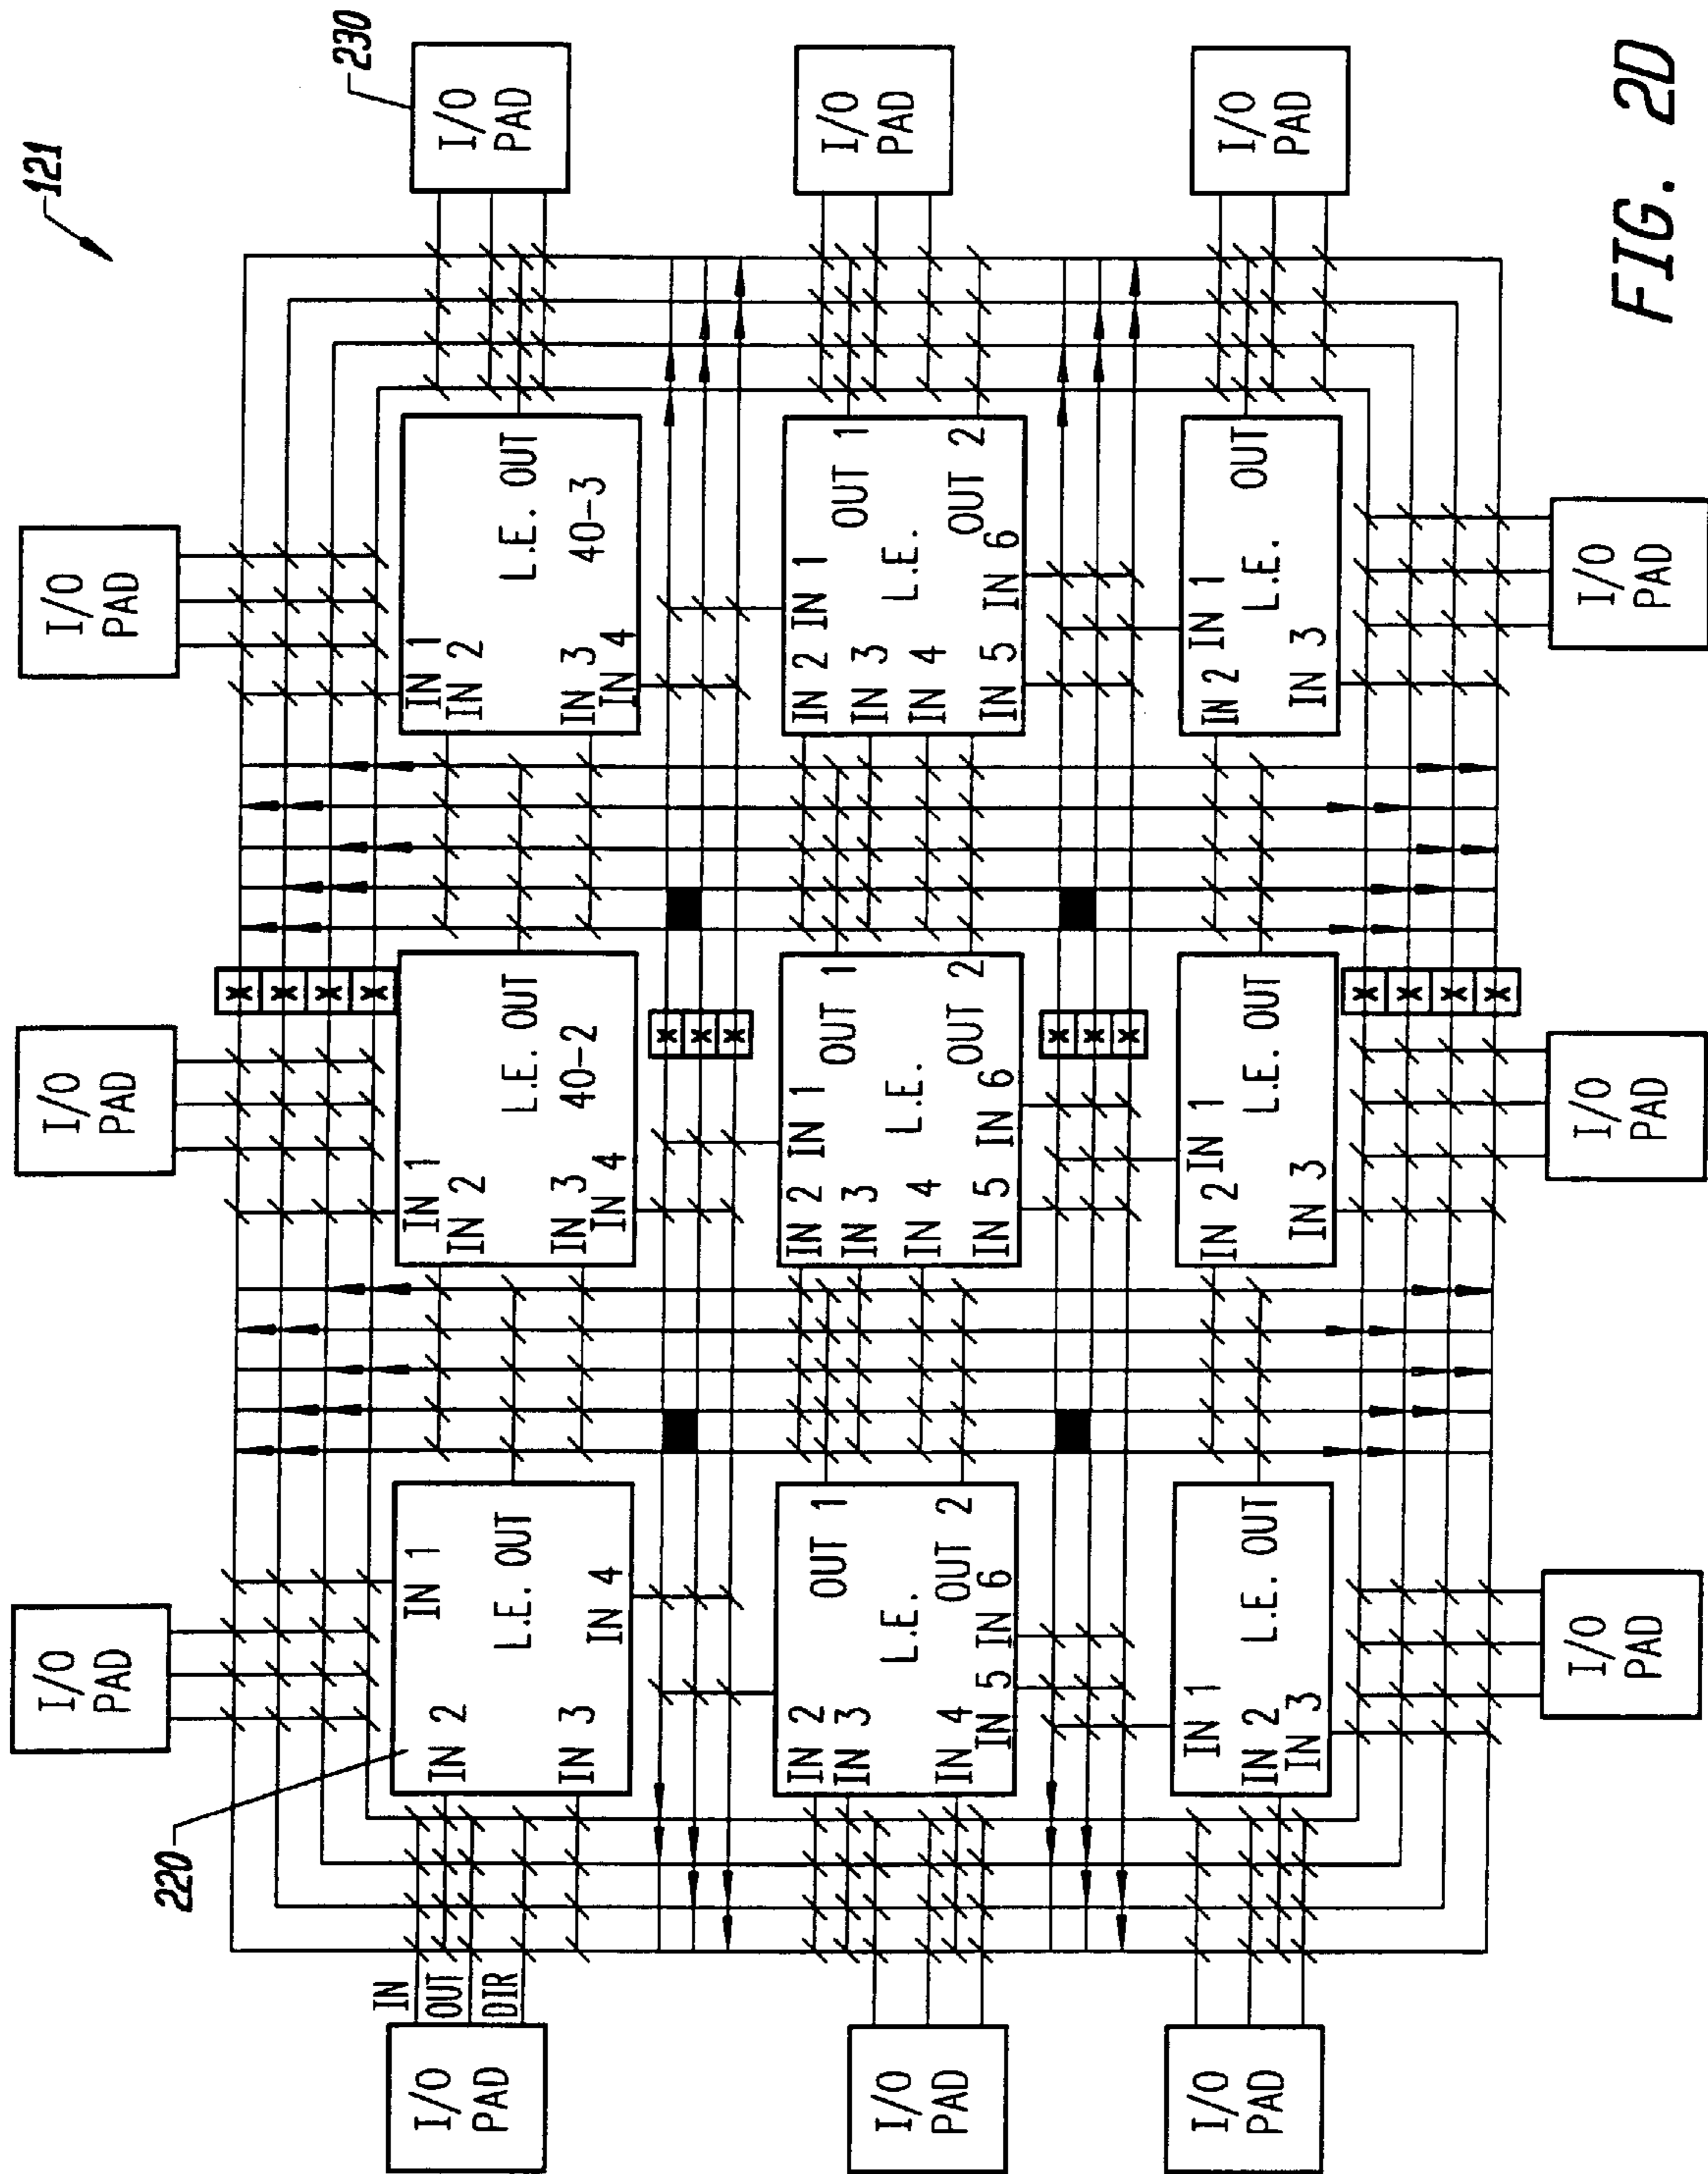 I/O
PAD
I/O
PAD
I/O
PAD
121
220
230
I/O
PAD
IN
OUT
DIR
IN 2
IN 3
IN 1
L.E. OUT
IN 4
IN 1
IN 2
IN 3
IN 4
L.E. OUT
40-2
IN 1
IN 2
IN 3
IN 4
L.E. OUT
40-3
I/O
PAD
I/O
PAD
IN 2
IN 3
IN 4
IN 5
IN 6
L.E.
OUT 1
OUT 2
IN 1
IN 2
IN 3
IN 4
IN 5
IN 6
L.E.
OUT 1
OUT 2
IN 1
IN 2
IN 3
IN 4
IN 5
IN 6
L.E.
OUT 1
OUT 2
I/O
PAD
I/O
PAD
IN 1
IN 2
IN 3
L.E. OUT
IN 1
IN 2
IN 3
L.E. OUT
IN 1
IN 2
IN 3
L.E. OUT
I/O
PAD
I/O
PAD
I/O
PAD
I/O
PAD
FIG. 2D